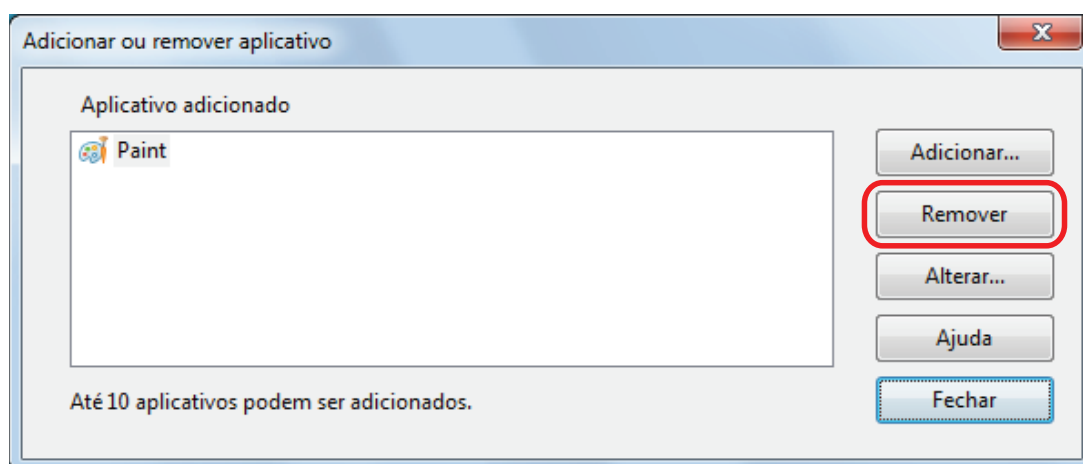 Adicionar ou remover aplicativo
Aplicativo adicionado
Paint
Adicionar...
Remover
Alterar...
Ajuda
Até 10 aplicativos podem ser adicionados.
Fechar